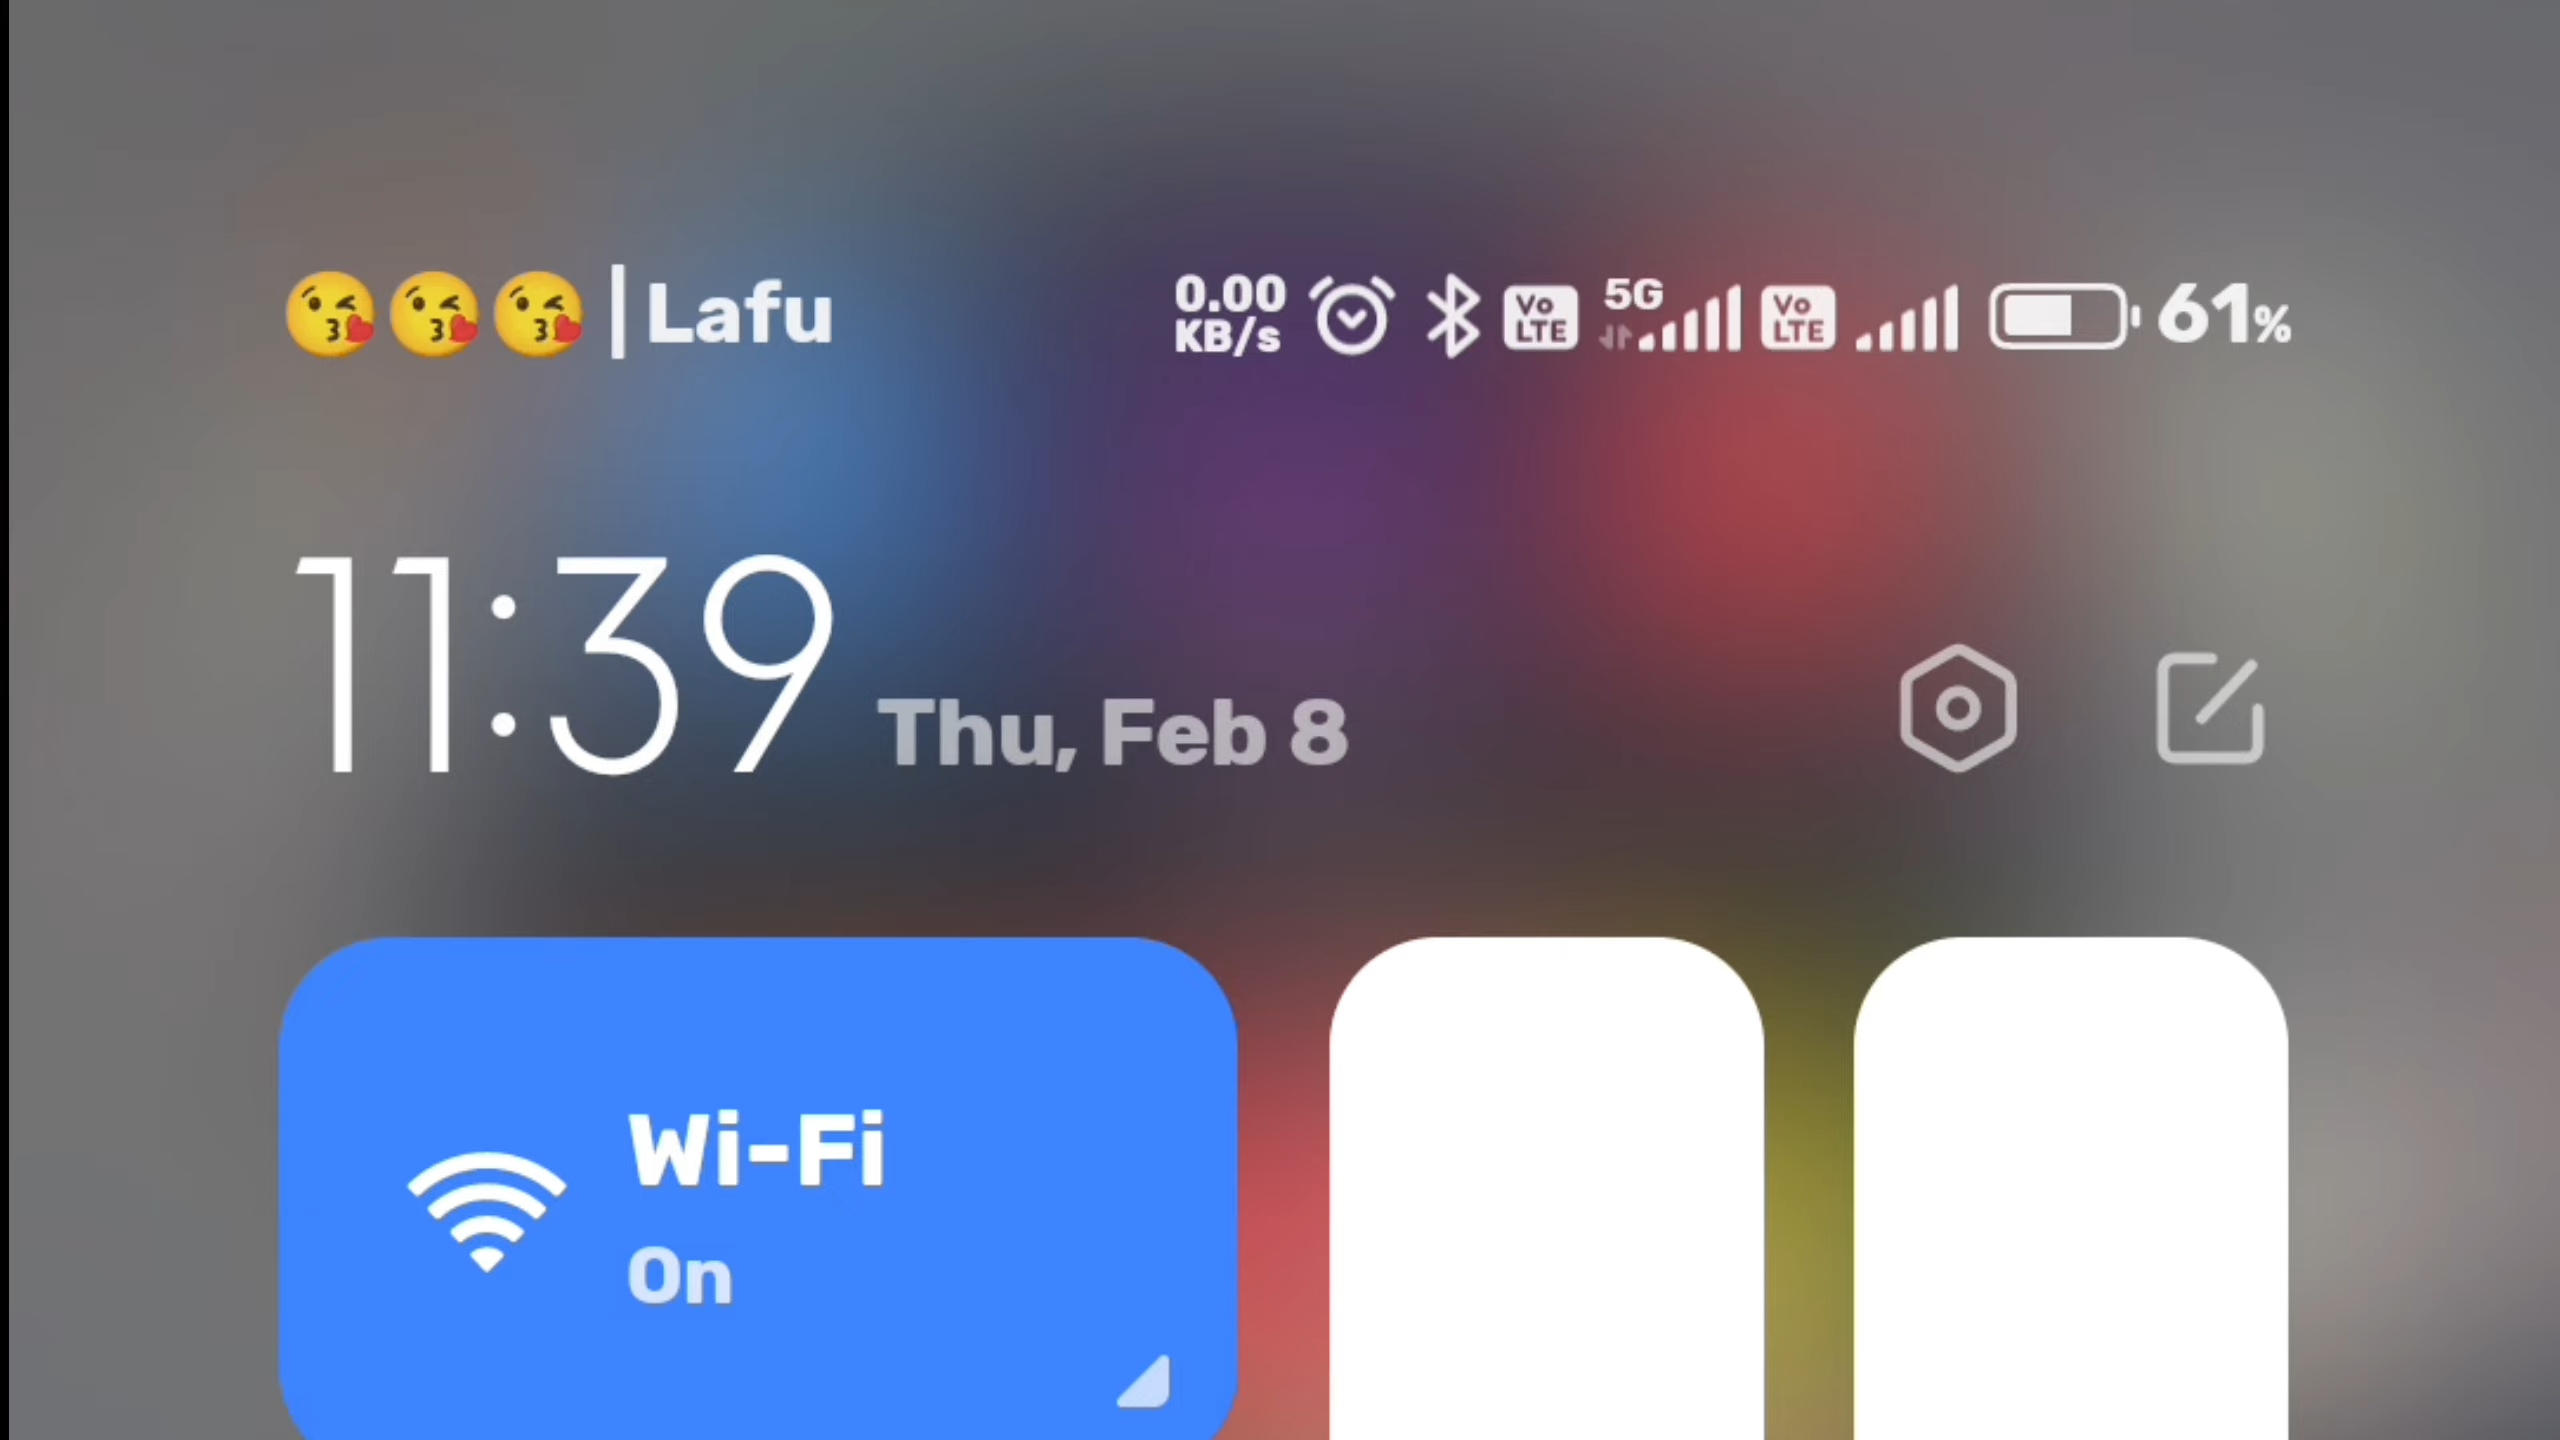 😘😘😘 | Lafu 0.00 KB/s Vo LTE 5G Vo LTE 61%
11:39 Thu, Feb 8
Wi-Fi
On